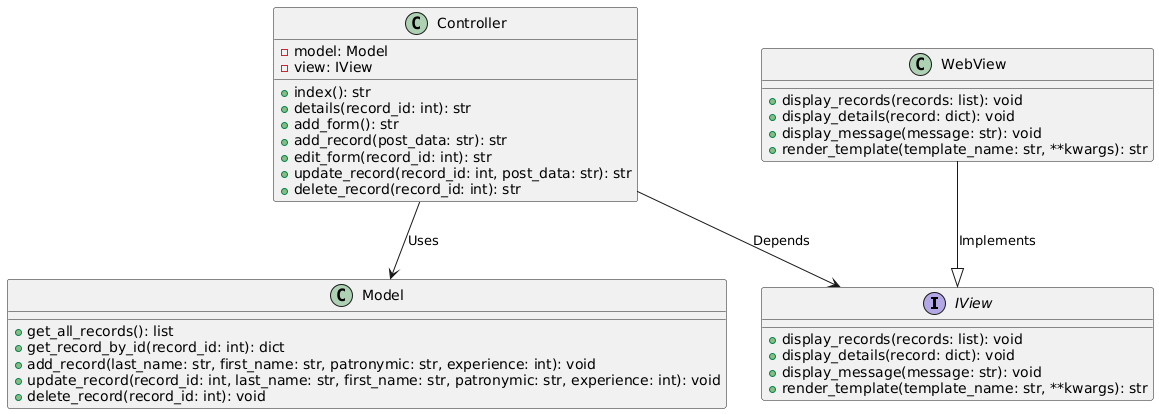 C Controller
model: Model
view: IView
index(): str
details(record_id: int): str
add_form(): str
add_record(post_data: str): str
edit_form(record_id: int): str
update_record(record_id: int, post_data: str): str
delete_record(record_id: int): str
C WebView
display_records(records: list): void
display_details(record: dict): void
display_message(message: str): void
render_template(template_name: str, **kwargs): str
Uses
Depends
Implements
C Model
get_all_records(): list
get_record_by_id(record_id: int): dict
add_record(last_name: str, first_name: str, patronymic: str, experience: int): void
update_record(record_id: int, last_name: str, first_name: str, patronymic: str, experience: int): void
delete_record(record_id: int): void
I IView
display_records(records: list): void
display_details(record: dict): void
display_message(message: str): void
render_template(template_name: str, **kwargs): str